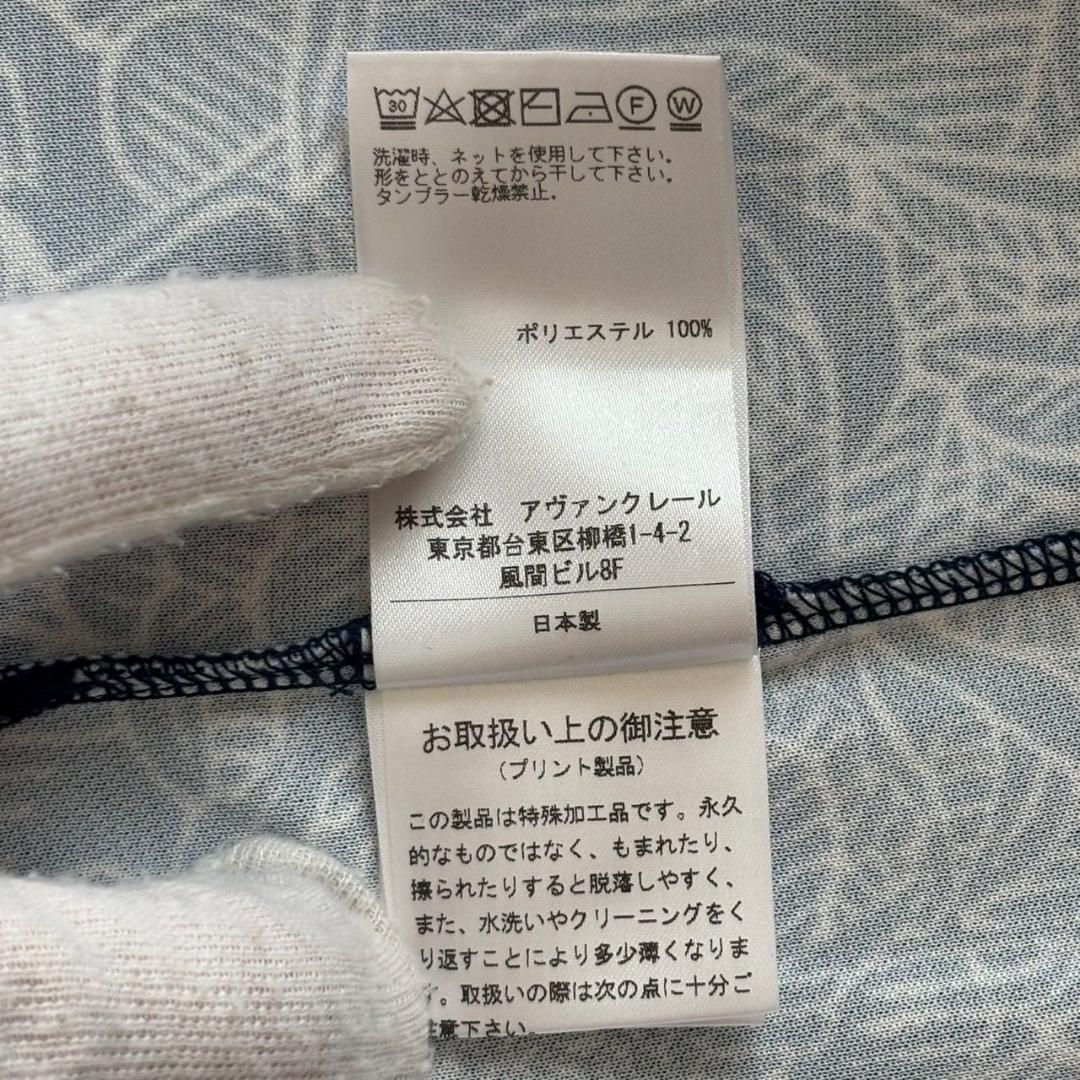 30
F
W
洗濯時、ネットを使用して下さい。
形をととのえてから干して下さい。
タンブラー乾燥禁止.
ポリエステル 100%
株式会社 アヴァンクレール
東京都台東区柳橋1-4-2
風間ビル8F
日本製
お取扱い上の御注意
(プリント製品)
この製品は特殊加工品です。永久
的なものではなく、もまれたり、
擦られたりすると脱落しやすく、
また、水洗いやクリーニングをく
り返すことにより多少薄くなりま
す。取扱いの際は次の点に十分ご
注意下さい。